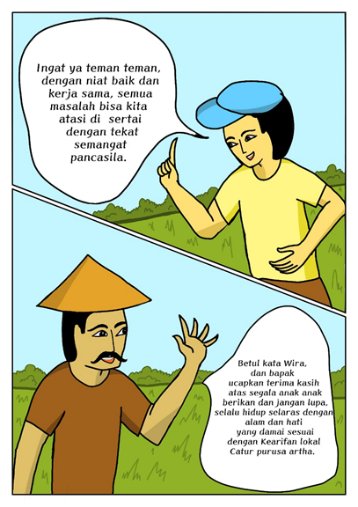 Ingat ya teman teman,
dengan niat baik dan
kerja sama, semua
masalah bisa kita
atasi di sertai
dengan tekat
semangat
pancasila.
Betul kata Wira,
dan bapak
ucapkan terima kasih
atas segala anak anak
berikan dan jangan lupa,
selalu hidup selaras dengan
alam dan hati
yang damai sesuai
dengan Kearifan lokal
Catur purusa artha.